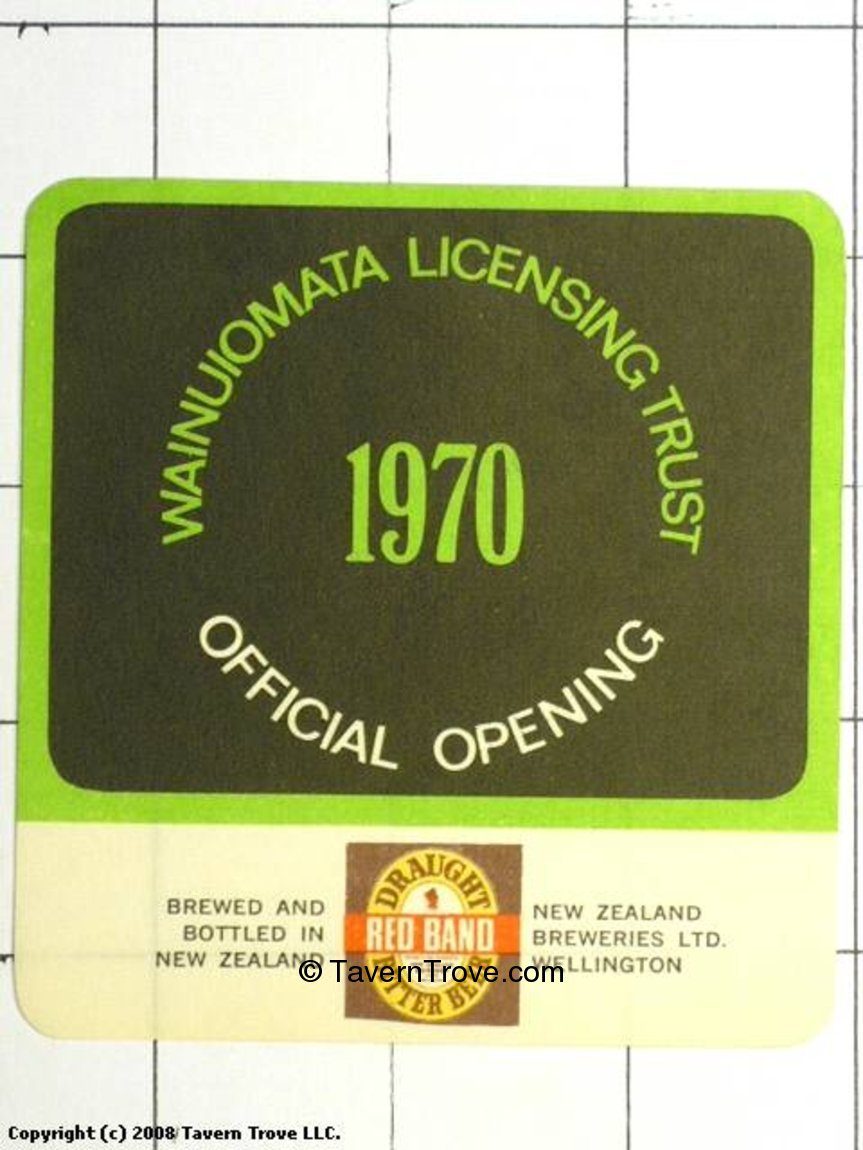 WAINUIOMATA LICENSING TRUST
1970
OFFICIAL OPENING
BREWED AND
BOTTLED IN
NEW ZEALAND
DRAUGHT
RED BAND
BITTER BEER
NEW ZEALAND
BREWERIES LTD.
WELLINGTON
© TavernTrove.com
Copyright (c) 2008 Tavern Trove LLC.